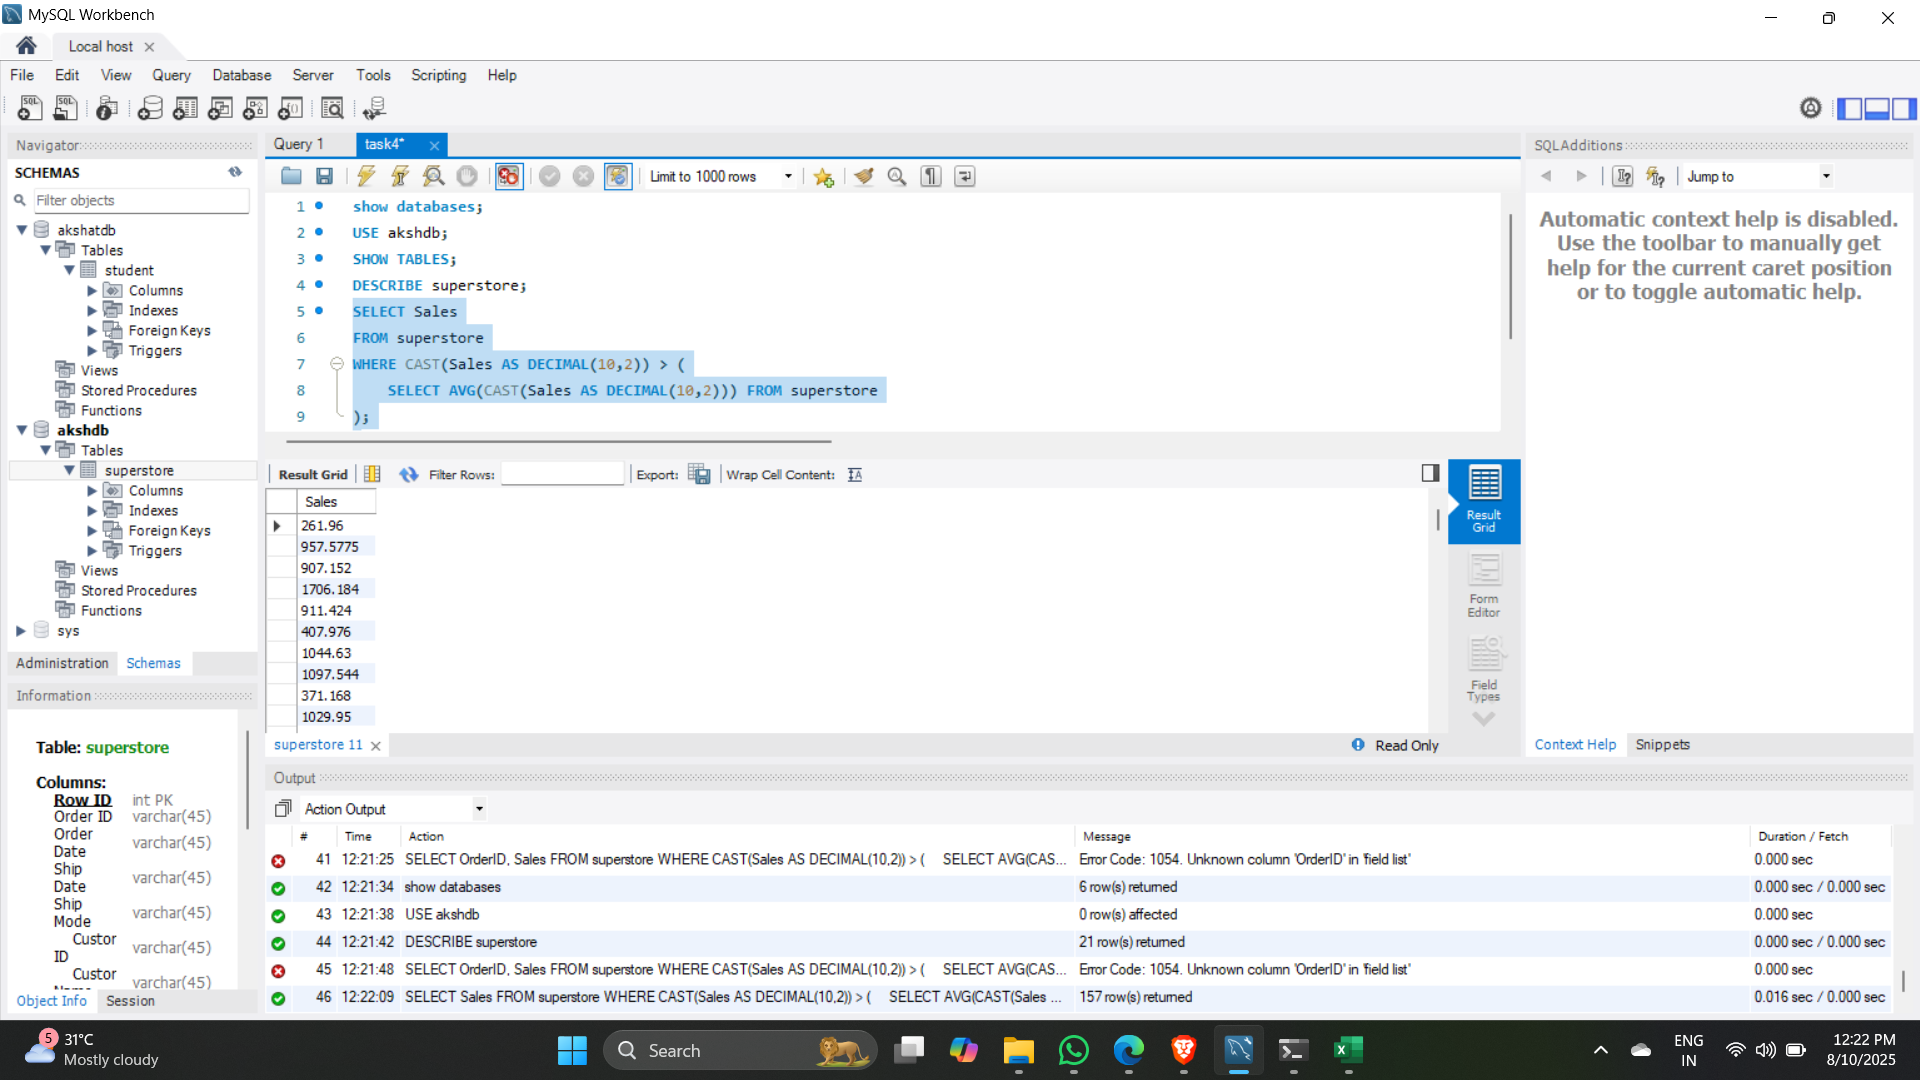 MySQL Workbench
Local host
File Edit View Query Database Server Tools Scripting Help
Navigator
SCHEMAS
Filter objects
akshatdb
Tables
student
Columns
Indexes
Foreign Keys
Triggers
Views
Stored Procedures
Functions
akshdb
Tables
superstore
Columns
Indexes
Foreign Keys
Triggers
Views
Stored Procedures
Functions
sys
Administration Schemas
Information
Table: superstore
Columns:
Row ID int PK
Order ID varchar(45)
Order
Date varchar(45)
Ship
Date varchar(45)
Ship
Mode varchar(45)
Custor
ID varchar(45)
Custor
varchar(45)
Object Info Session
Query 1 task4*
Limit to 1000 rows
1 show databases;
2 USE akshdb;
3 SHOW TABLES;
4 DESCRIBE superstore;
5 SELECT Sales
6 FROM superstore
7 WHERE CAST(Sales AS DECIMAL(10,2)) > (
8 SELECT AVG(CAST(Sales AS DECIMAL(10,2))) FROM superstore
9 );
Result Grid Filter Rows: Export: Wrap Cell Content:
Sales
261.96
957.5775
907.152
1706.184
911.424
407.976
1044.63
1097.544
371.168
1029.95
Result
Grid
Form
Editor
Field
Types
superstore 11
Read Only
SQLAdditions
Jump to
Automatic context help is disabled.
Use the toolbar to manually get
help for the current caret position
or to toggle automatic help.
Context Help Snippets
Output
Action Output
# Time Action Message Duration / Fetch
41 12:21:25 SELECT OrderID, Sales FROM superstore WHERE CAST(Sales AS DECIMAL(10,2)) > ( SELECT AVG(CAS... Error Code: 1054. Unknown column 'OrderID' in 'field list' 0.000 sec
42 12:21:34 show databases 6 row(s) returned 0.000 sec / 0.000 sec
43 12:21:38 USE akshdb 0 row(s) affected 0.000 sec
44 12:21:42 DESCRIBE superstore 21 row(s) returned 0.000 sec / 0.000 sec
45 12:21:48 SELECT OrderID, Sales FROM superstore WHERE CAST(Sales AS DECIMAL(10,2)) > ( SELECT AVG(CAS... Error Code: 1054. Unknown column 'OrderID' in 'field list' 0.000 sec
46 12:22:09 SELECT Sales FROM superstore WHERE CAST(Sales AS DECIMAL(10,2)) > ( SELECT AVG(CAST(Sales ... 157 row(s) returned 0.016 sec / 0.000 sec
5
31°C
Mostly cloudy
Search
ENG
IN
12:22 PM
8/10/2025